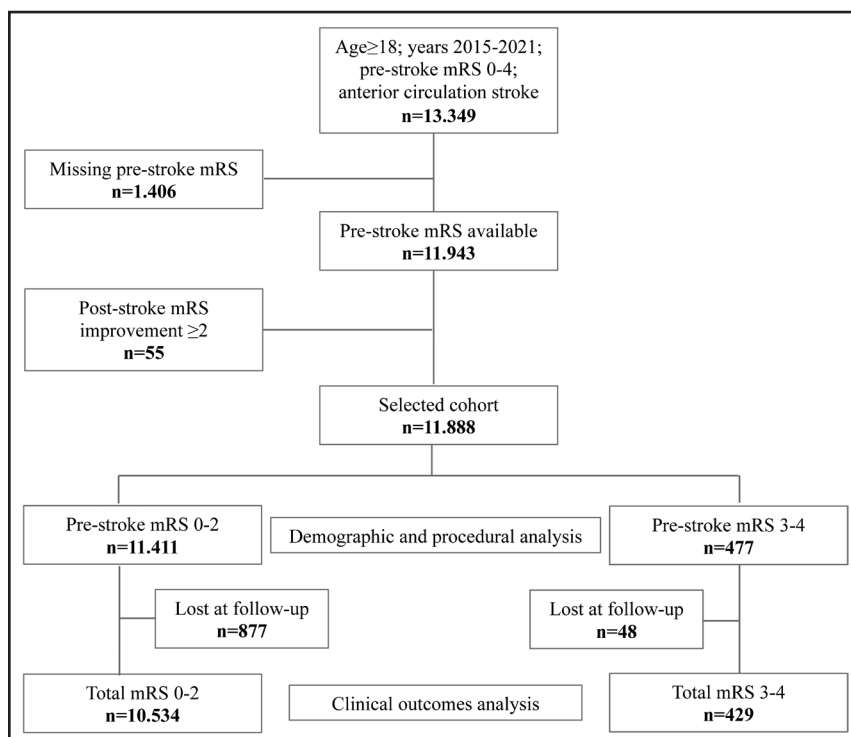 Age≥18; years 2015-2021;
pre-stroke mRS 0-4;
anterior circulation stroke
n=13.349
Missing pre-stroke mRS
n=1.406
Pre-stroke mRS available
n=11.943
Post-stroke mRS
improvement ≥2
n=55
Selected cohort
n=11.888
Pre-stroke mRS 0-2
n=11.411
Demographic and procedural analysis
Pre-stroke mRS 3-4
n=477
Lost at follow-up
n=877
Lost at follow-up
n=48
Total mRS 0-2
n=10.534
Clinical outcomes analysis
Total mRS 3-4
n=429